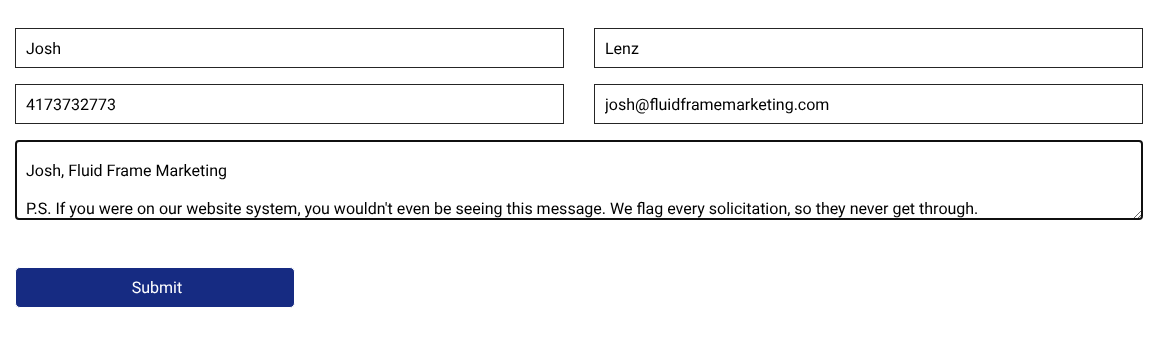 Josh
Lenz
4173732773
josh@fluidframemarketing.com
Josh, Fluid Frame Marketing
P.S. If you were on our website system, you wouldn't even be seeing this message. We flag every solicitation, so they never get through.
Submit